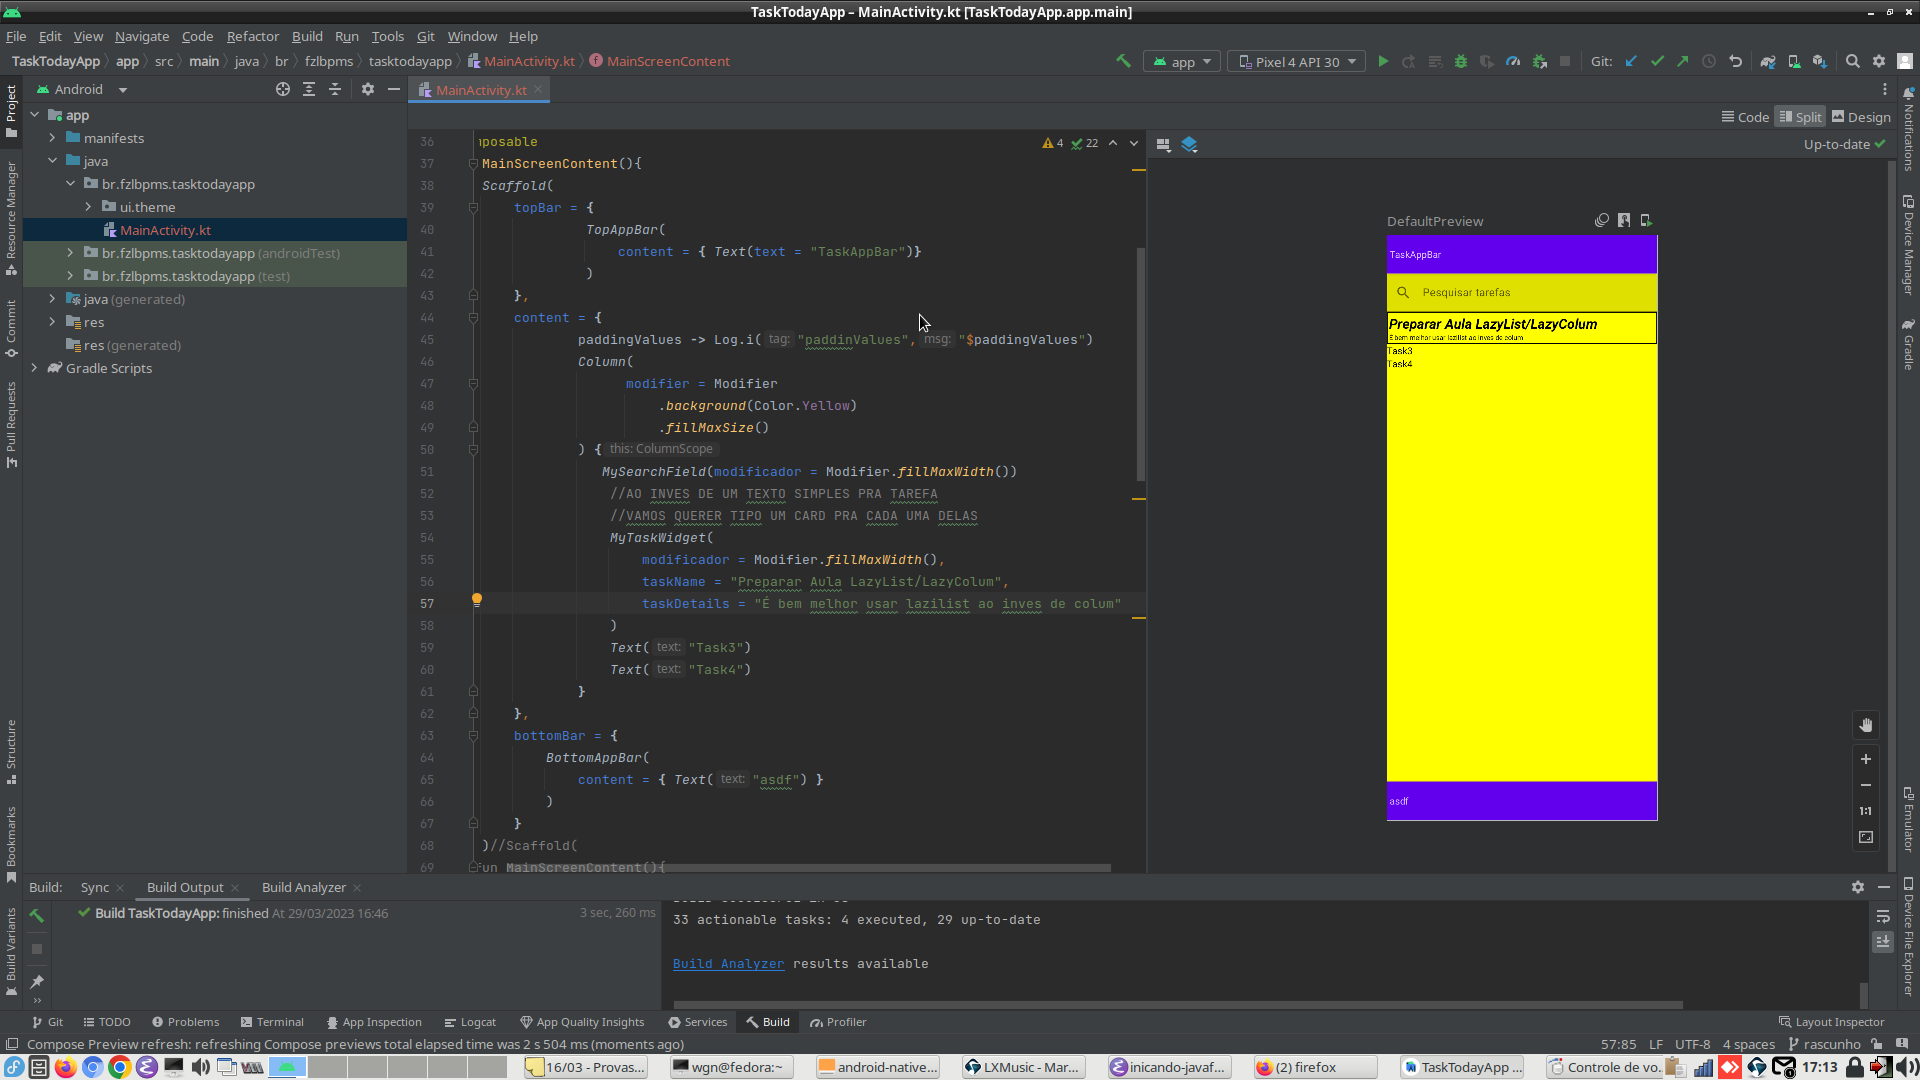 TaskTodayApp – MainActivity.kt [TaskTodayApp.app.main]
File Edit View Navigate Code Refactor Build Run Tools Git Window Help
TaskTodayApp app src main java br fzlbpms tasktodayapp MainActivity.kt MainScreenContent
app Pixel 4 API 30 Git:
Android
MainActivity.kt
Code Split Design
Up-to-date
Project
Resource Manager
Commit
Pull Requests
Structure
Bookmarks
Build Variants
app
manifests
java
br.fzlbpms.tasktodayapp
ui.theme
MainActivity.kt
br.fzlbpms.tasktodayapp (androidTest)
br.fzlbpms.tasktodayapp (test)
java (generated)
res
res (generated)
Gradle Scripts
4 22
36 mposable
37 MainScreenContent(){
38 Scaffold(
39 topBar = {
40 TopAppBar(
41 content = { Text(text = "TaskAppBar")}
42 )
43 },
44 content = {
45 paddingValues -> Log.i( tag: "paddinValues", msg: "$paddingValues")
46 Column(
47 modifier = Modifier
48 .background(Color.Yellow)
49 .fillMaxSize()
50 ) { this: ColumnScope
51 MySearchField(modificador = Modifier.fillMaxWidth())
52 //AO INVES DE UM TEXTO SIMPLES PRA TAREFA
53 //VAMOS QUERER TIPO UM CARD PRA CADA UMA DELAS
54 MyTaskWidget(
55 modificador = Modifier.fillMaxWidth(),
56 taskName = "Preparar Aula LazyList/LazyColum",
57 taskDetails = "É bem melhor usar lazilist ao inves de colum"
58 )
59 Text( text: "Task3")
60 Text( text: "Task4")
61 }
62 },
63 bottomBar = {
64 BottomAppBar(
65 content = { Text( text: "asdf") }
66 )
67 }
68 )//Scaffold(
69 un MainScreenContent(){
DefaultPreview
TaskAppBar
Pesquisar tarefas
Preparar Aula LazyList/LazyColum
É bem melhor usar lazilist ao inves de colum
Task3
Task4
asdf
1:1
Notifications
Device Manager
Gradle
Emulator
Device File Explorer
Build: Sync Build Output Build Analyzer
Build TaskTodayApp: finished At 29/03/2023 16:46 3 sec, 260 ms
33 actionable tasks: 4 executed, 29 up-to-date
Build Analyzer results available
Git TODO Problems Terminal App Inspection Logcat App Quality Insights Services Build Profiler Layout Inspector
Compose Preview refresh: refreshing Compose previews total elapsed time was 2 s 504 ms (moments ago) 57:85 LF UTF-8 4 spaces rascunho
16/03 - Provas... wgn@fedora:~ android-native... LXMusic - Mar... inicando-javaf... (2) firefox TaskTodayApp ... Controle de vo... 17:13